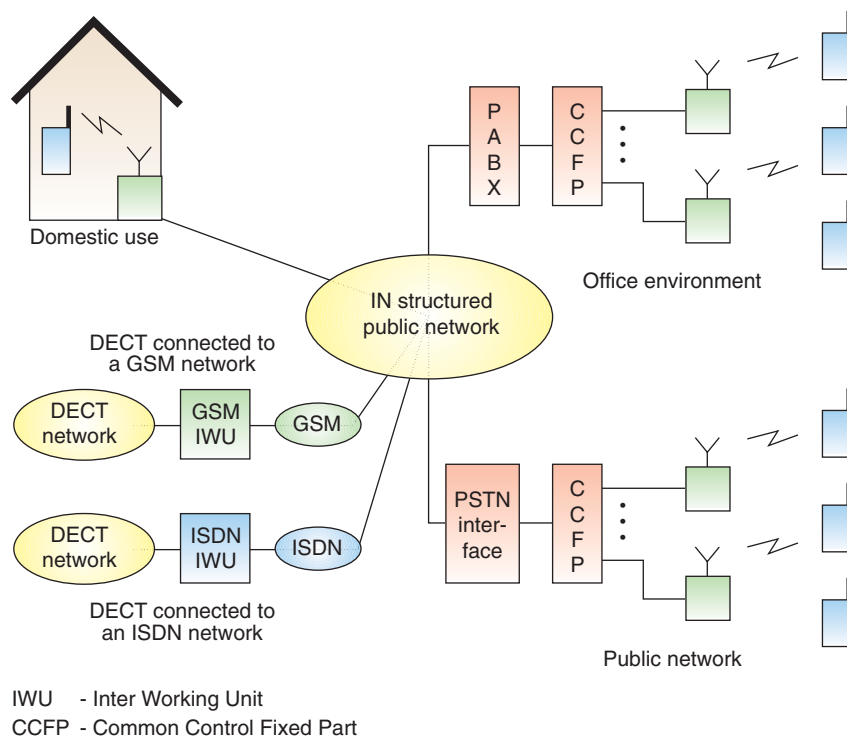 Domestic use
P
A
B
X
C
C
F
P
Office environment
IN structured
public network
DECT connected to
a GSM network
DECT
network
GSM
IWU
GSM
DECT
network
ISDN
IWU
ISDN
DECT connected to
an ISDN network
PSTN
inter-
face
C
C
F
P
Public network
IWU - Inter Working Unit
CCFP - Common Control Fixed Part